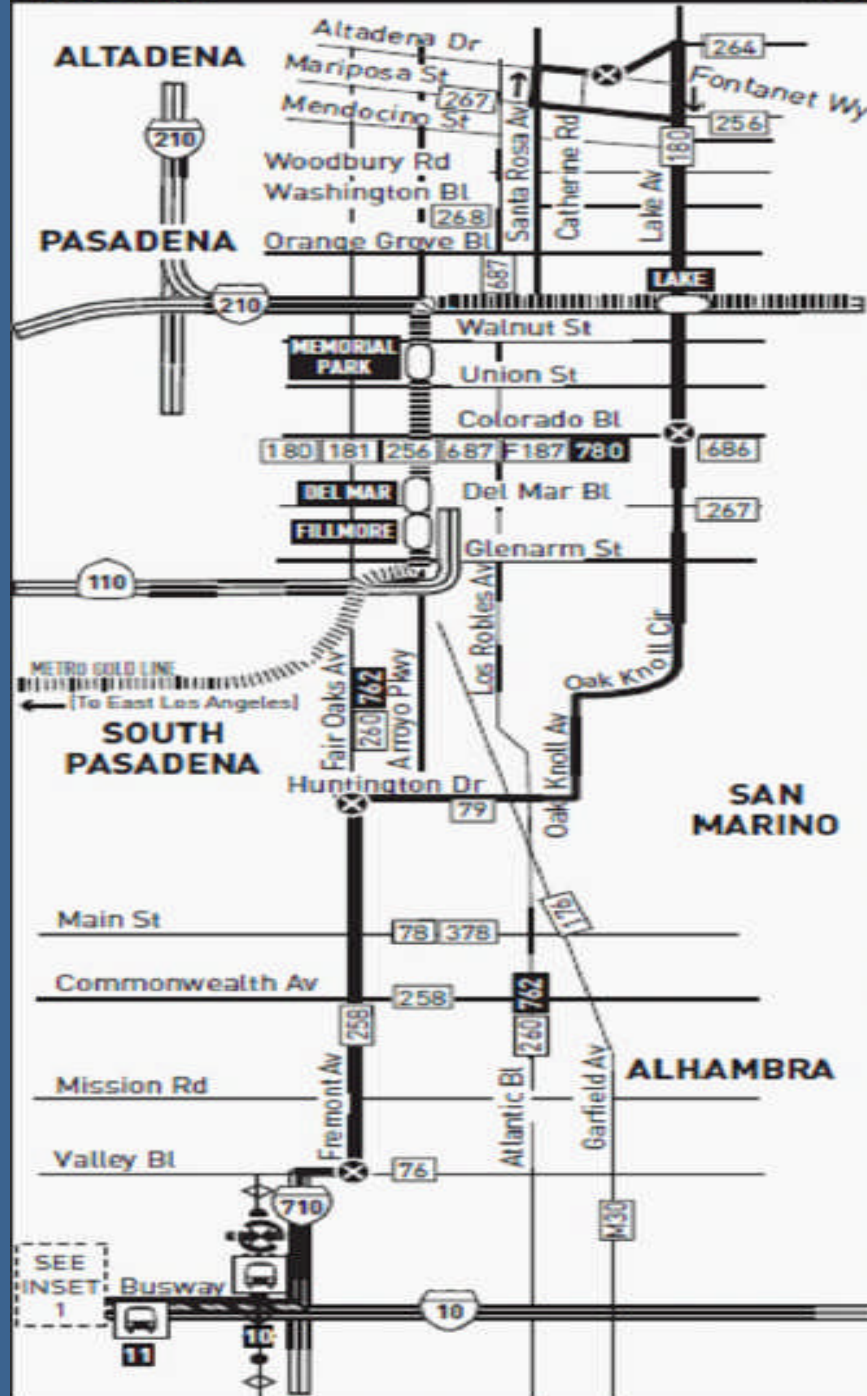 Altadena Dr
264
ALTADENA
Mariposa St
Fontanet Wy
267
Mendocino St
256
210
180
Woodbury Rd
Washington Bl
Santa Rosa Av
Catherine Rd
Lake Av
268
PASADENA
Orange Grove Bl
687
LAKE
210
Walnut St
MEMORIAL
PARK
Union St
Colorado Bl
180 181 256 687 F187 780
686
DEL MAR
Del Mar Bl
267
FILLMORE
Glenarm St
110
Los Robles Av
Oak Knoll Cir
METRO GOLD LINE
[To East Los Angeles]
Fair Oaks Av
762
260
Arroyo Pkwy
SOUTH
PASADENA
Oak Knoll Av
Huntington Dr
79
SAN
MARINO
176
Main St
78 378
Commonwealth Av
258
762
260
258
Fremont Av
Atlantic Bl
Garfield Av
ALHAMBRA
Mission Rd
Valley Bl
76
710
M30
SEE
INSET
1
Busway
10
11
10